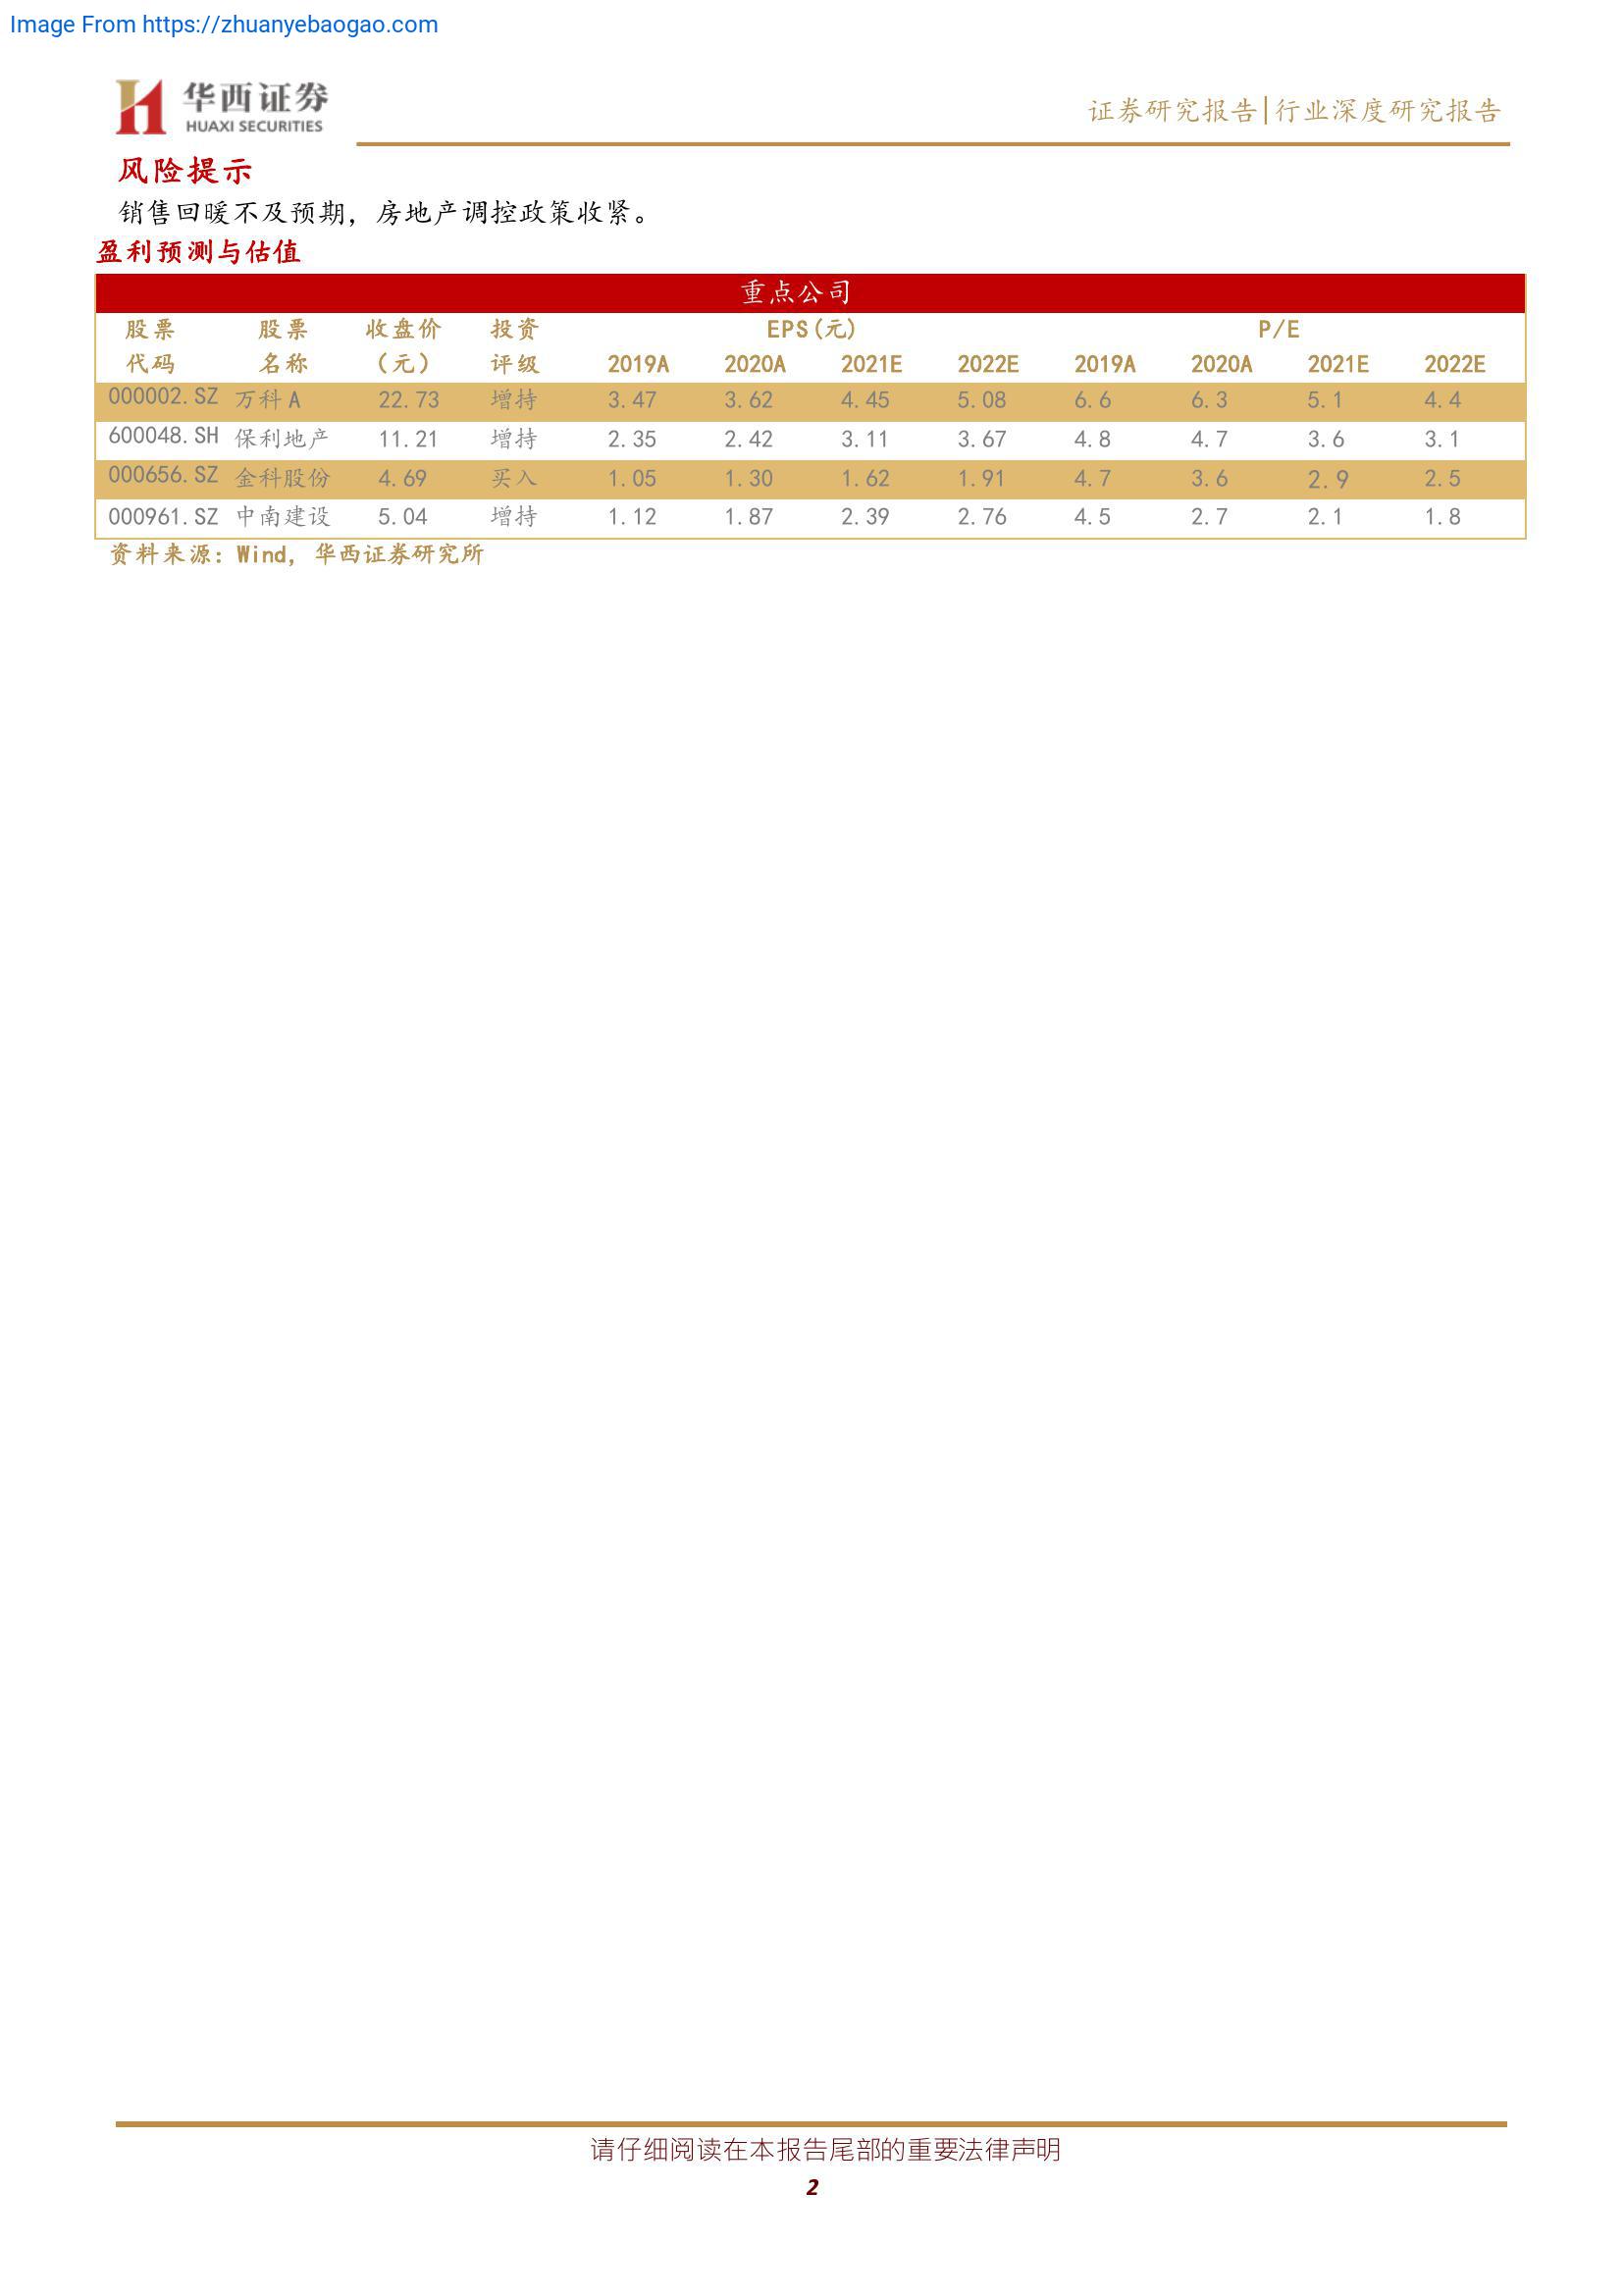 Image From https://zhuanyebaogao.com
华西证券
HUAXI SECURITIES
证券研究报告|行业深度研究报告
风险提示
销售回暖不及预期，房地产调控政策收紧。
盈利预测与估值
重点公司
股票 股票 收盘价 投资 EPS(元) P/E
代码 名称 （元） 评级 2019A 2020A 2021E 2022E 2019A 2020A 2021E 2022E
000002.SZ 万科A 22.73 增持 3.47 3.62 4.45 5.08 6.6 6.3 5.1 4.4
600048.SH 保利地产 11.21 增持 2.35 2.42 3.11 3.67 4.8 4.7 3.6 3.1
000656.SZ 金科股份 4.69 买入 1.05 1.30 1.62 1.91 4.7 3.6 2.9 2.5
000961.SZ 中南建设 5.04 增持 1.12 1.87 2.39 2.76 4.5 2.7 2.1 1.8
资料来源：Wind，华西证券研究所
请仔细阅读在本报告尾部的重要法律声明
2